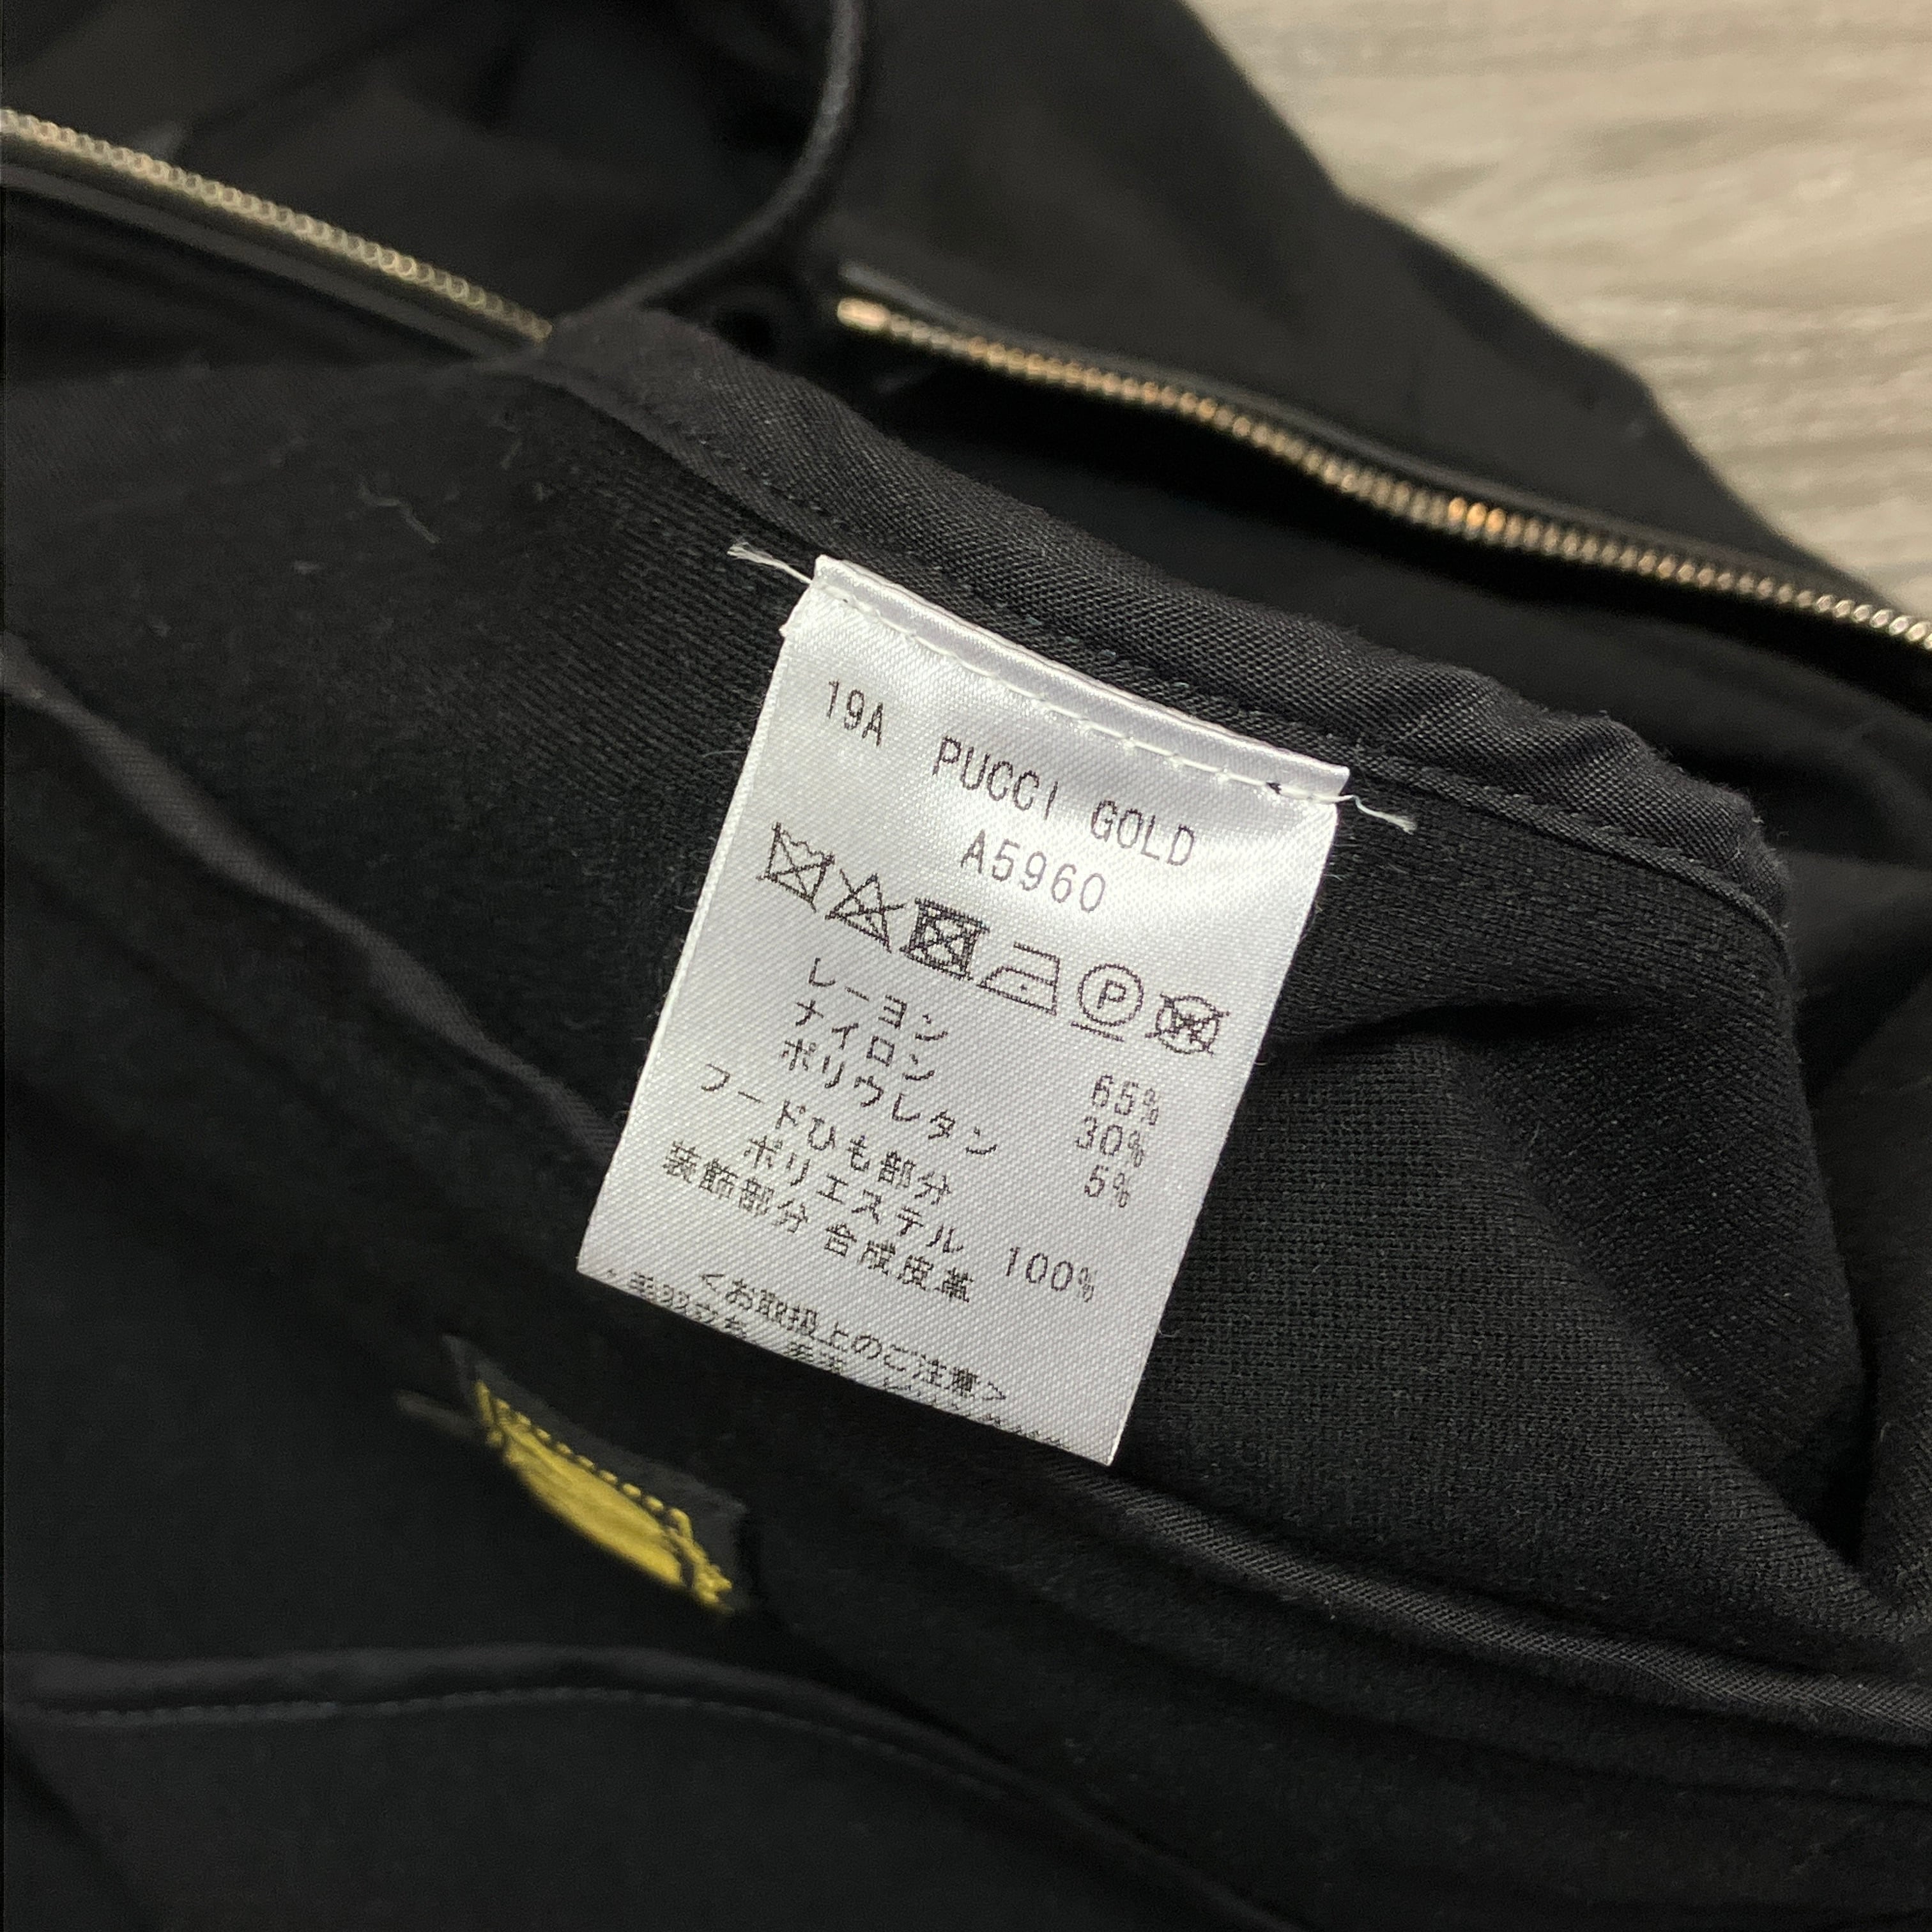 19A PUCCI GOLD
A5960
P
W
レーヨン 65%
ナイロン 30%
ポリウレタン 5%
フードひも部分
ポリエステル 100%
装飾部分 合成皮革
<お取扱上のご注意>